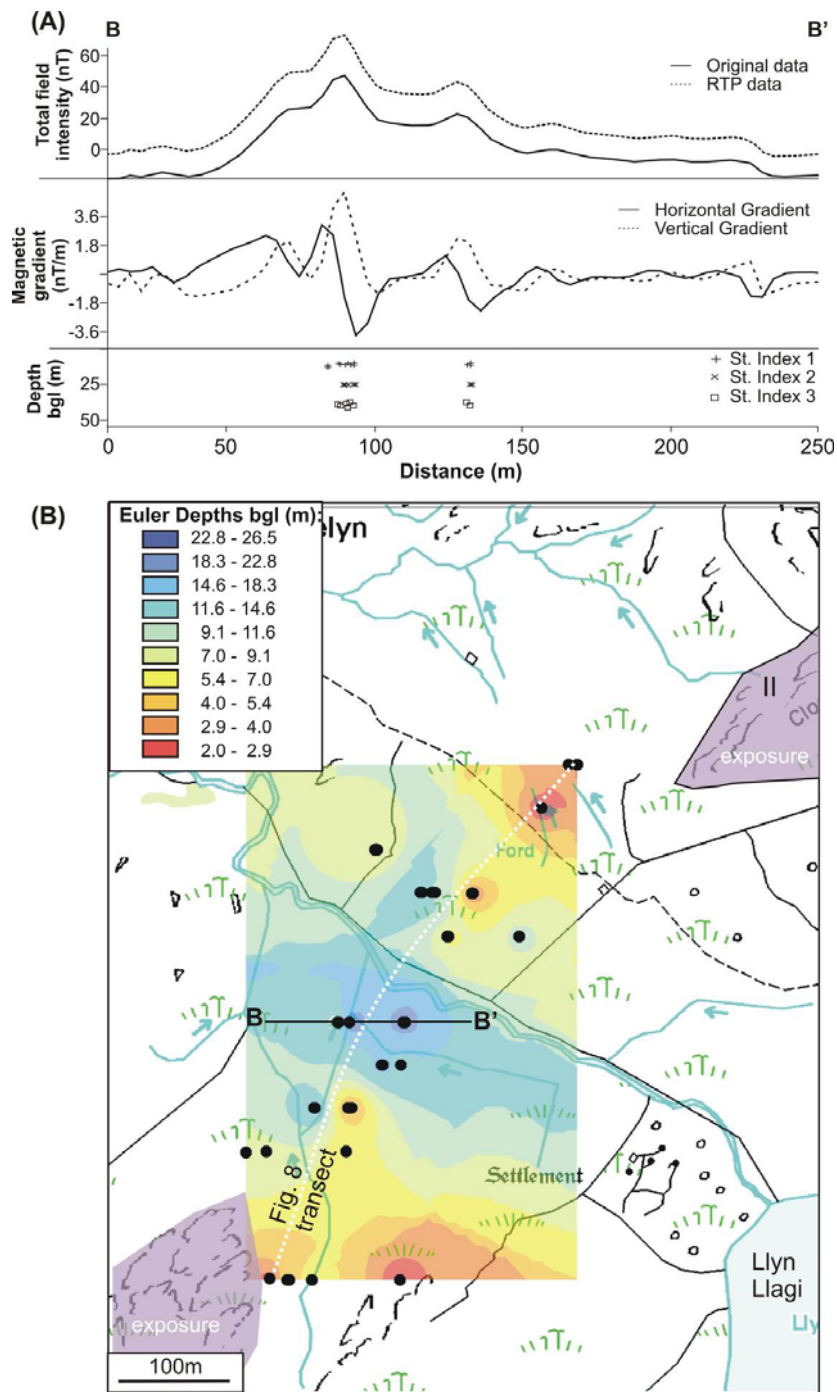 (A)
B
B'
Total field
intensity (nT)
60
40
20
0
Original data
RTP data
Magnetic
gradient
(nT/m)
3.6
1.8
-1.8
-3.6
Horizontal Gradient
Vertical Gradient
Depth
bgl (m)
25
50
St. Index 1
St. Index 2
St. Index 3
0
50
100
150
200
250
Distance (m)
(B)
Euler Depths bgl (m):
22.8 - 26.5
18.3 - 22.8
14.6 - 18.3
11.6 - 14.6
9.1 - 11.6
7.0 - 9.1
5.4 - 7.0
4.0 - 5.4
2.9 - 4.0
2.0 - 2.9
elyn
II
Clo
exposure
Ford
B
B'
Fig. 8
transect
Settlement
exposure
Llyn
Llagi
Lly
100m